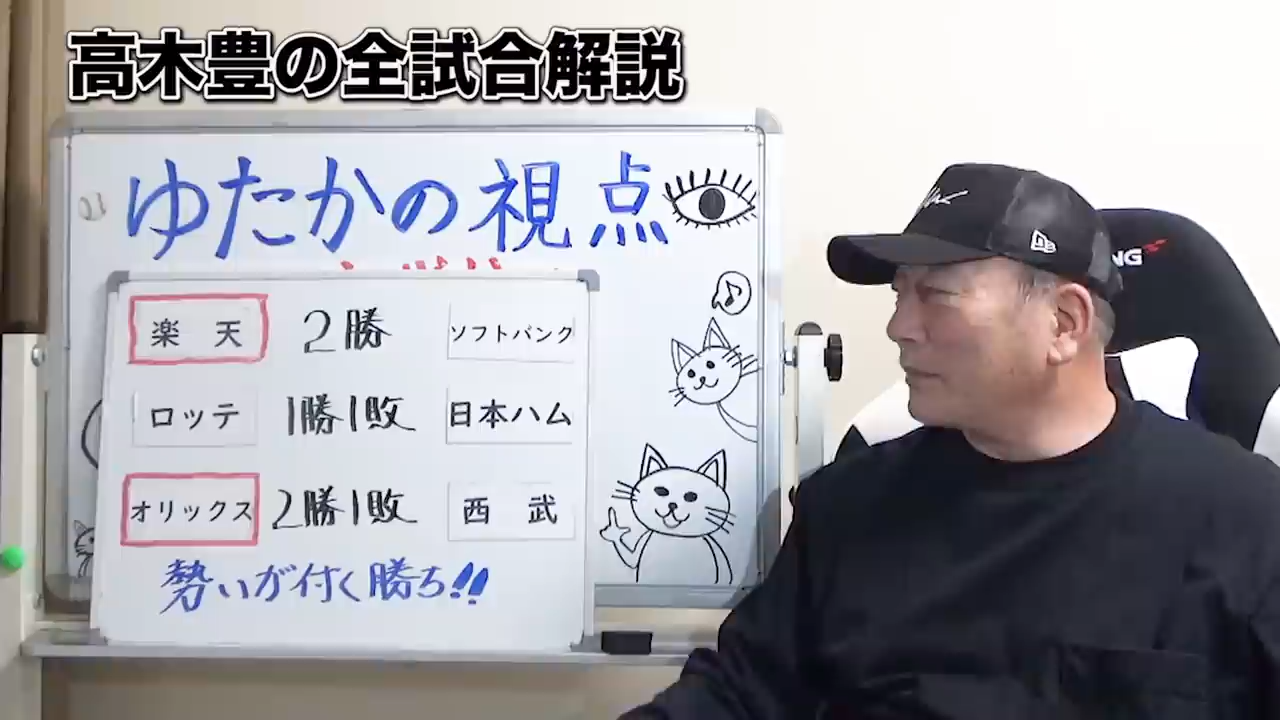 高木豊の全試合解説
ゆたかの視点
楽天 2勝 ソフトバンク
ロッテ 1勝1敗 日本ハム
オリックス 2勝1敗 西武
勢いが付く勝ち!!
NG